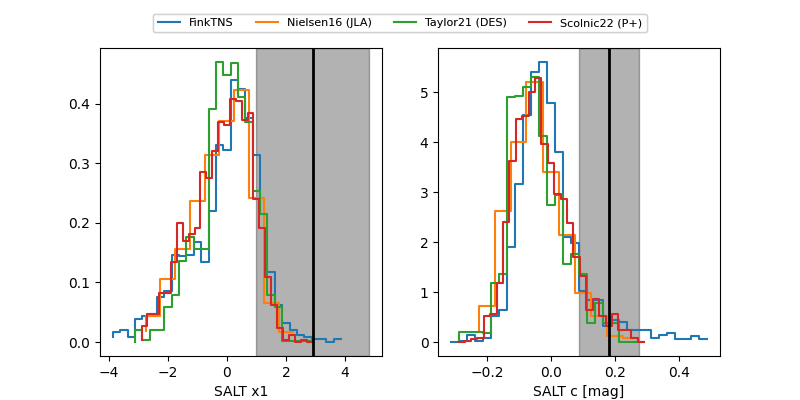 FinkTNS Nielsen16 (JLA) Taylor21 (DES) Scolnic22 (P+)
0.4
0.3
0.2
0.1
0.0
−4 −2 0 2 4
SALT x1
5
4
3
2
1
0
−0.2 0.0 0.2 0.4
SALT c [mag]